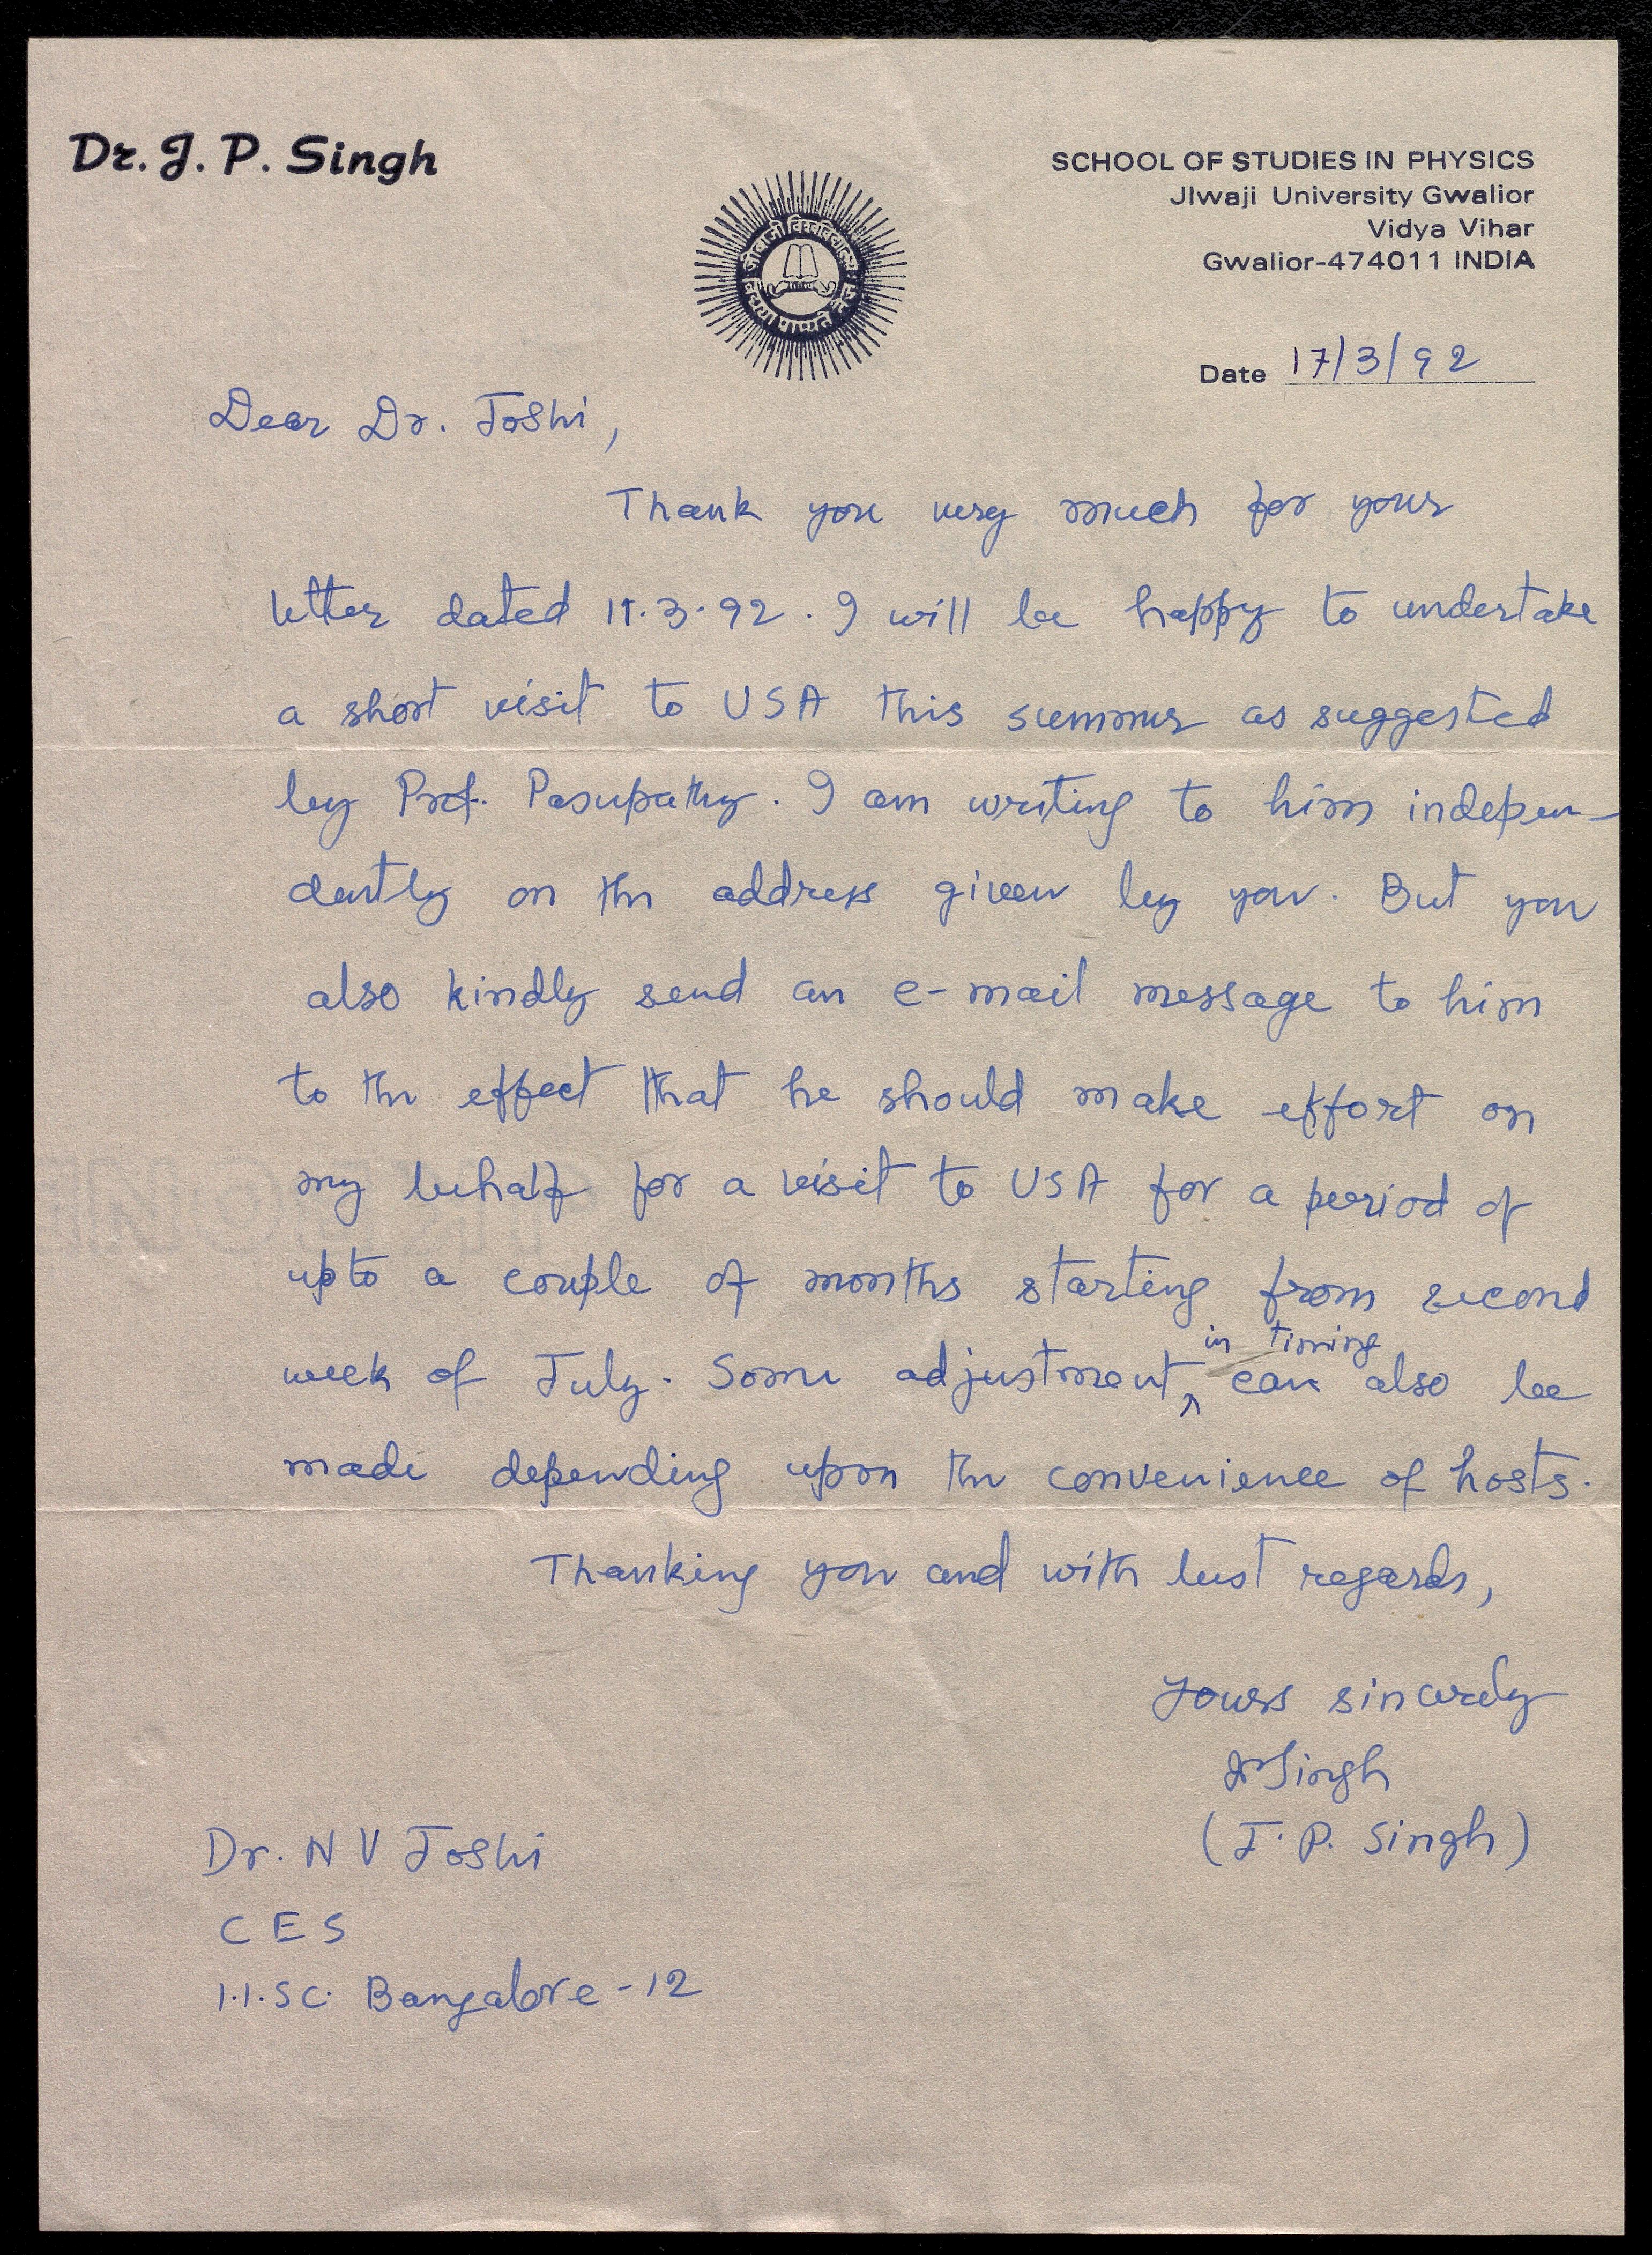 Dr. J. P. Singh
SCHOOL OF STUDIES IN PHYSICS
JIwaji University Gwalior
Vidya Vihar
Gwalior-474011 INDIA
जीवाजी विश्वविद्यालय
विद्यया प्राप्यते तेजः
Date 17/3/92
Dear Dr. Joshi,
Thank you very much for your
letter dated 11.3.92. I will be happy to undertake
a short visit to USA this summer as suggested
by Prof. Pasupathy. I am writing to him indepen-
dently on the address given by you. But you
also kindly send an e-mail message to him
to the effect that he should make effort on
my behalf for a visit to USA for a period of
upto a couple of months starting from second
week of July. Some adjustment in timing can also be
made depending upon the convenience of hosts.
Thanking you and with best regards,
Yours sincerely
JPSingh
(J. P. Singh)
Dr. N V Joshi
C E S
I.I.Sc. Bangalore-12